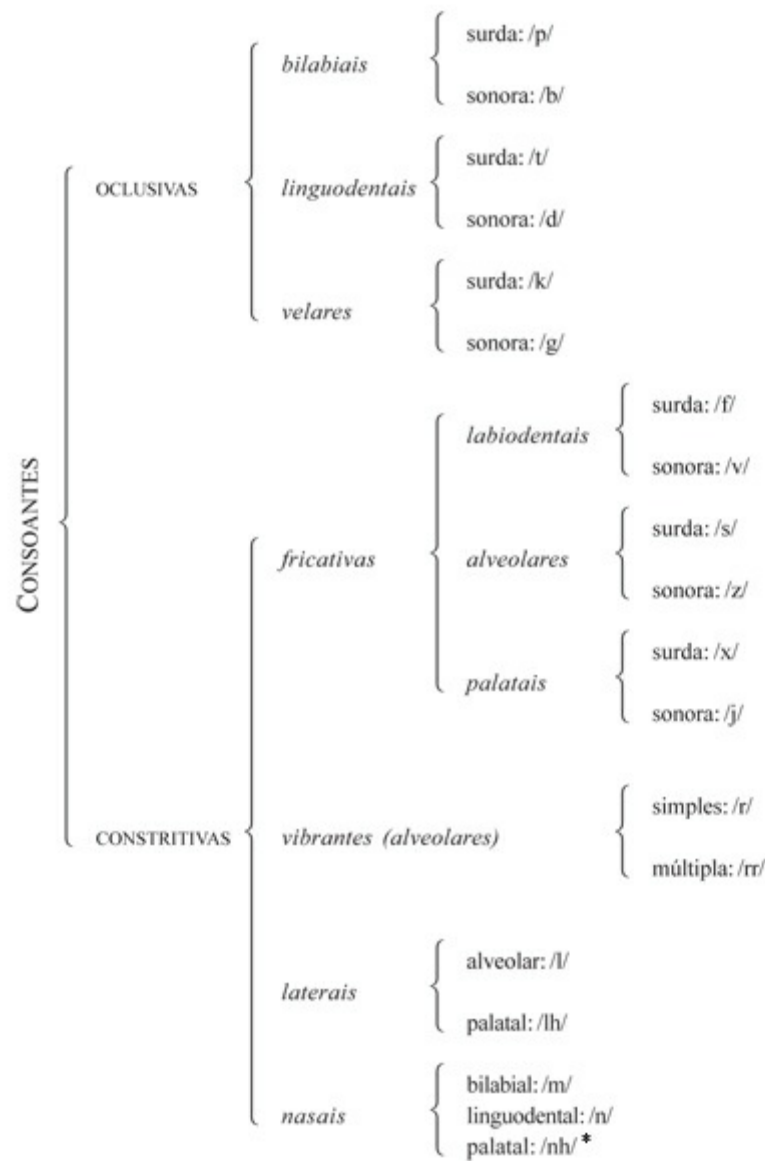 CONSOANTES
OCLUSIVAS
bilabiais
surda: /p/
sonora: /b/
linguodentais
surda: /t/
sonora: /d/
velares
surda: /k/
sonora: /g/
CONSTRITIVAS
fricativas
labiodentais
surda: /f/
sonora: /v/
alveolares
surda: /s/
sonora: /z/
palatais
surda: /x/
sonora: /j/
vibrantes (alveolares)
simples: /r/
múltipla: /rr/
laterais
alveolar: /l/
palatal: /lh/
nasais
bilabial: /m/
linguodental: /n/
palatal: /nh/ *